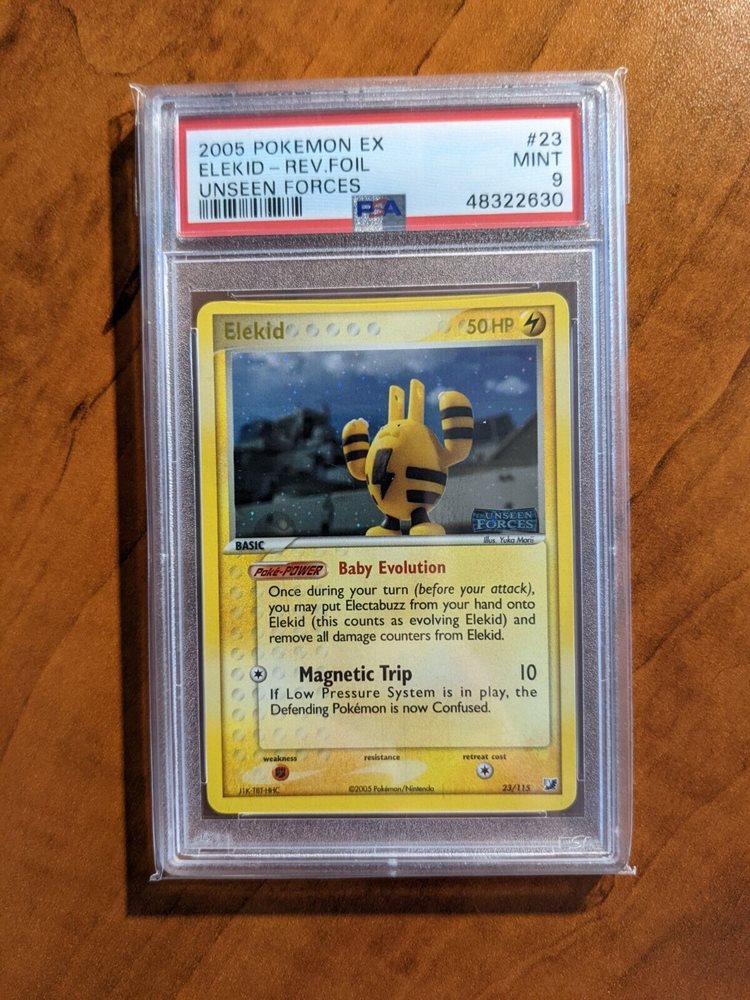 2005 POKEMON EX #23
ELEKID - REV.FOIL MINT
UNSEEN FORCES 9
PSA 48322630
Elekid 50 HP
UNSEEN
FORCES
BASIC Illus. Yuka Morii
Poké-POWER Baby Evolution
Once during your turn (before your attack),
you may put Electabuzz from your hand onto
Elekid (this counts as evolving Elekid) and
remove all damage counters from Elekid.
Magnetic Trip 10
If Low Pressure System is in play, the
Defending Pokémon is now Confused.
weakness resistance retreat cost
J1K-T8T-HHC ©2005 Pokémon/Nintendo 23/115